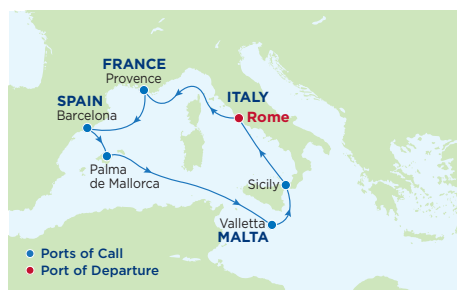 FRANCE
Provence
SPAIN
Barcelona
ITALY
Rome
Palma
de Mallorca
Sicily
Valletta
MALTA
Ports of Call
Port of Departure